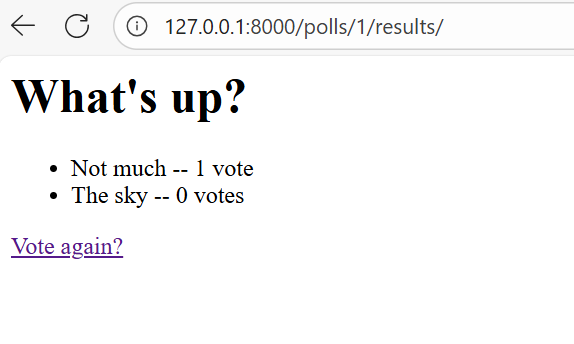 127.0.0.1:8000/polls/1/results/
What's up?
Not much -- 1 vote
The sky -- 0 votes
Vote again?